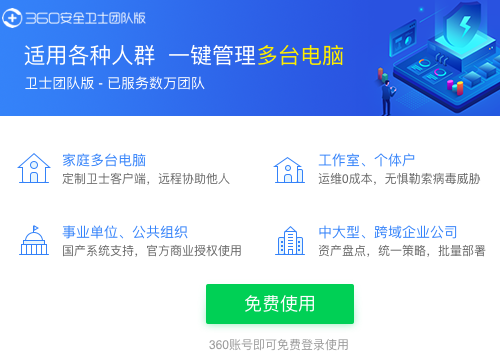 360安全卫士团队版
适用各种人群 一键管理多台电脑
卫士团队版 - 已服务数万团队
家庭多台电脑
定制卫士客户端，远程协助他人
工作室、个体户
运维0成本，无惧勒索病毒威胁
事业单位、公共组织
国产系统支持，官方商业授权使用
中大型、跨域企业公司
资产盘点，统一策略，批量部署
免费使用
360账号即可免费登录使用